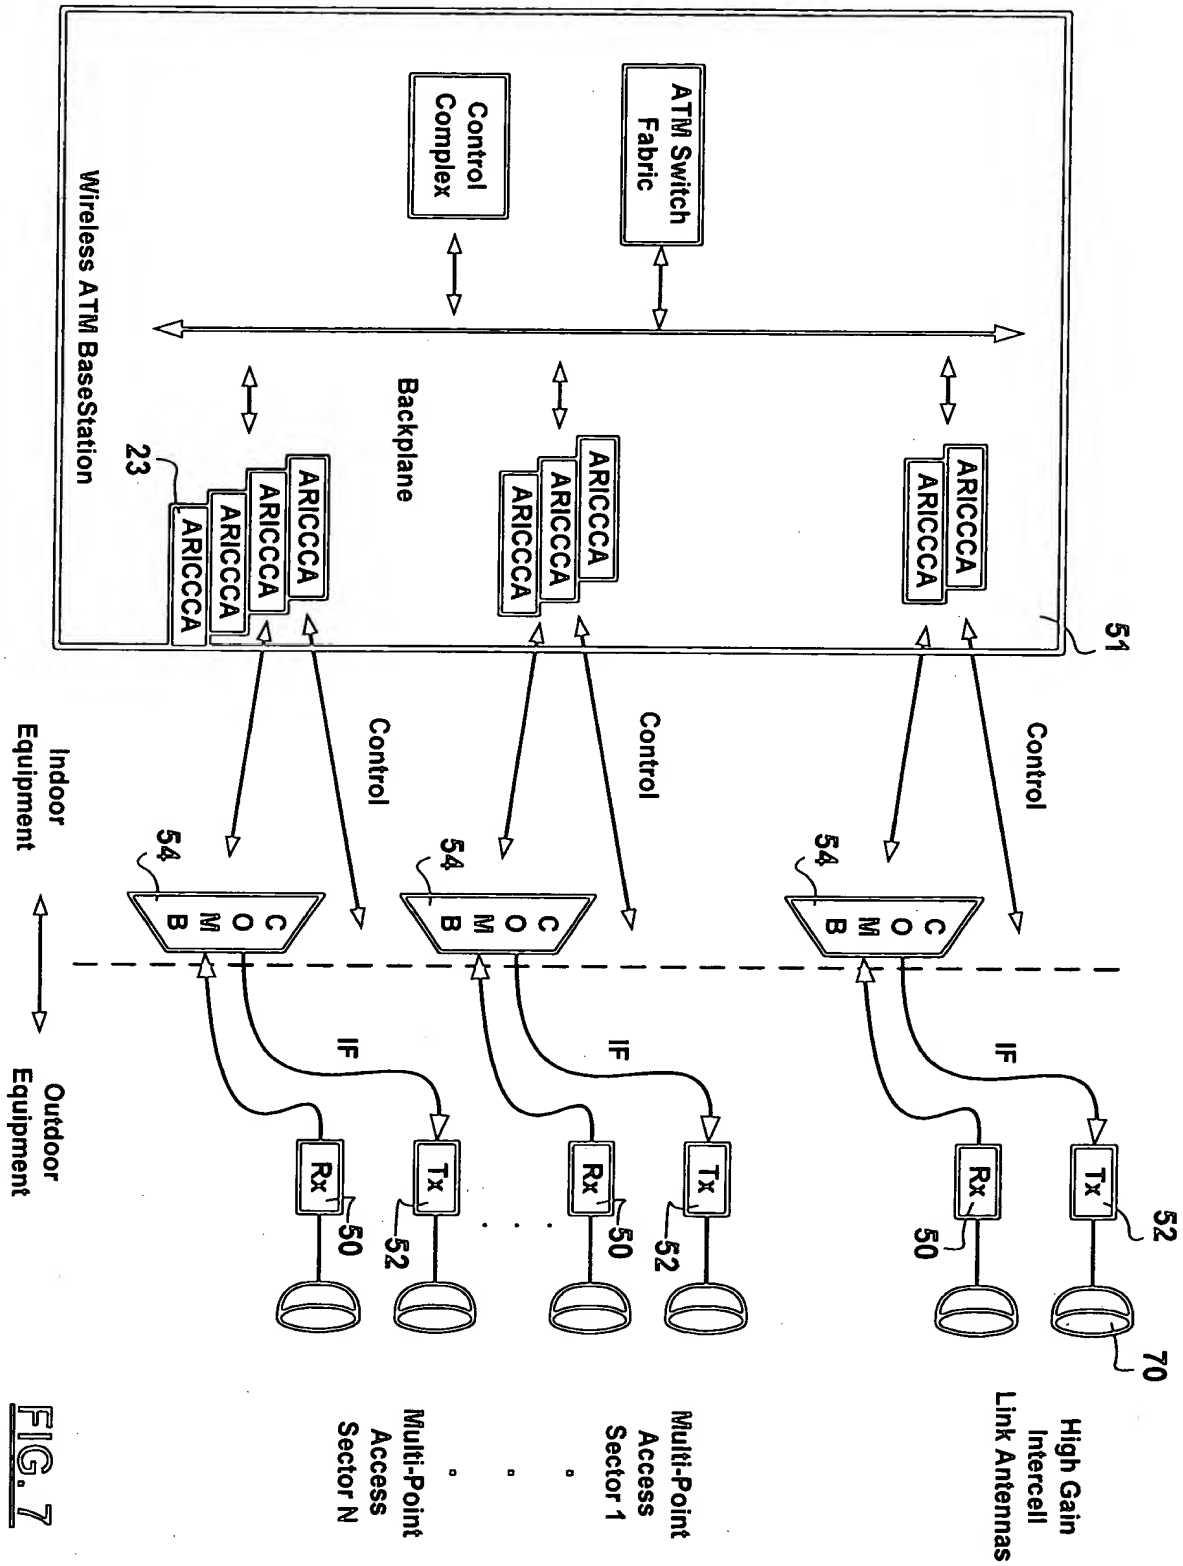 51
ATM Switch
Fabric
Control
Complex
Backplane
Wireless ATM BaseStation
ARICCCA
ARICCCA
ARICCCA
ARICCCA
ARICCCA
ARICCCA
ARICCCA
ARICCCA
ARICCCA
23
Control
Control
Control
54
C
O
M
B
54
C
O
M
B
54
C
O
M
B
Indoor
Equipment
Outdoor
Equipment
IF
IF
IF
Tx
52
Rx
50
70
Tx
52
Rx
50
Tx
52
Rx
50
High Gain
Intercell
Link Antennas
Multi-Point
Access
Sector 1
Multi-Point
Access
Sector N
FIG. 7